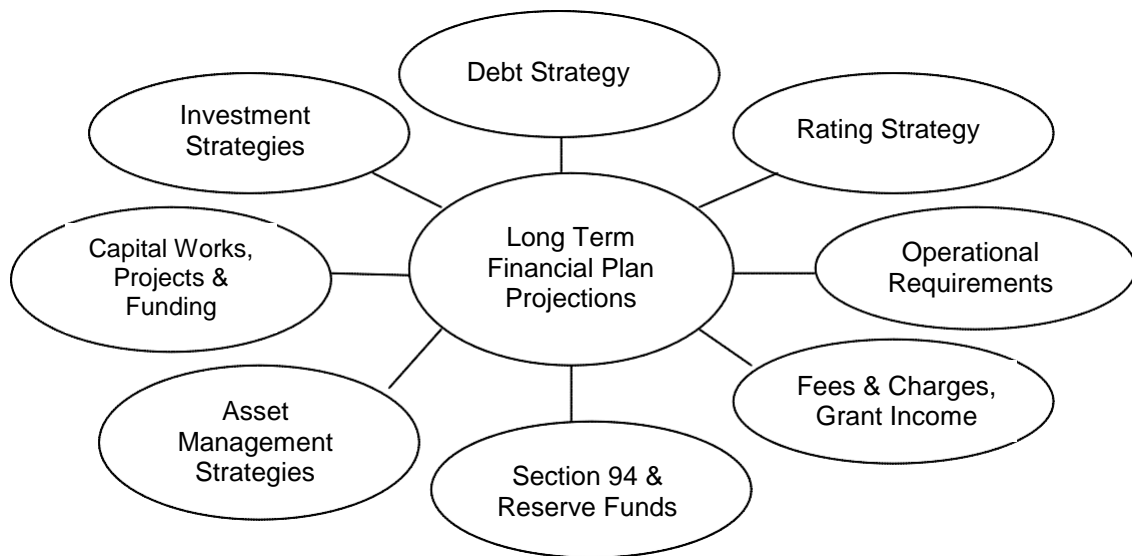 Debt Strategy
Investment
Strategies
Rating Strategy
Long Term
Financial Plan
Projections
Capital Works,
Projects &
Funding
Operational
Requirements
Asset
Management
Strategies
Fees & Charges,
Grant Income
Section 94 &
Reserve Funds